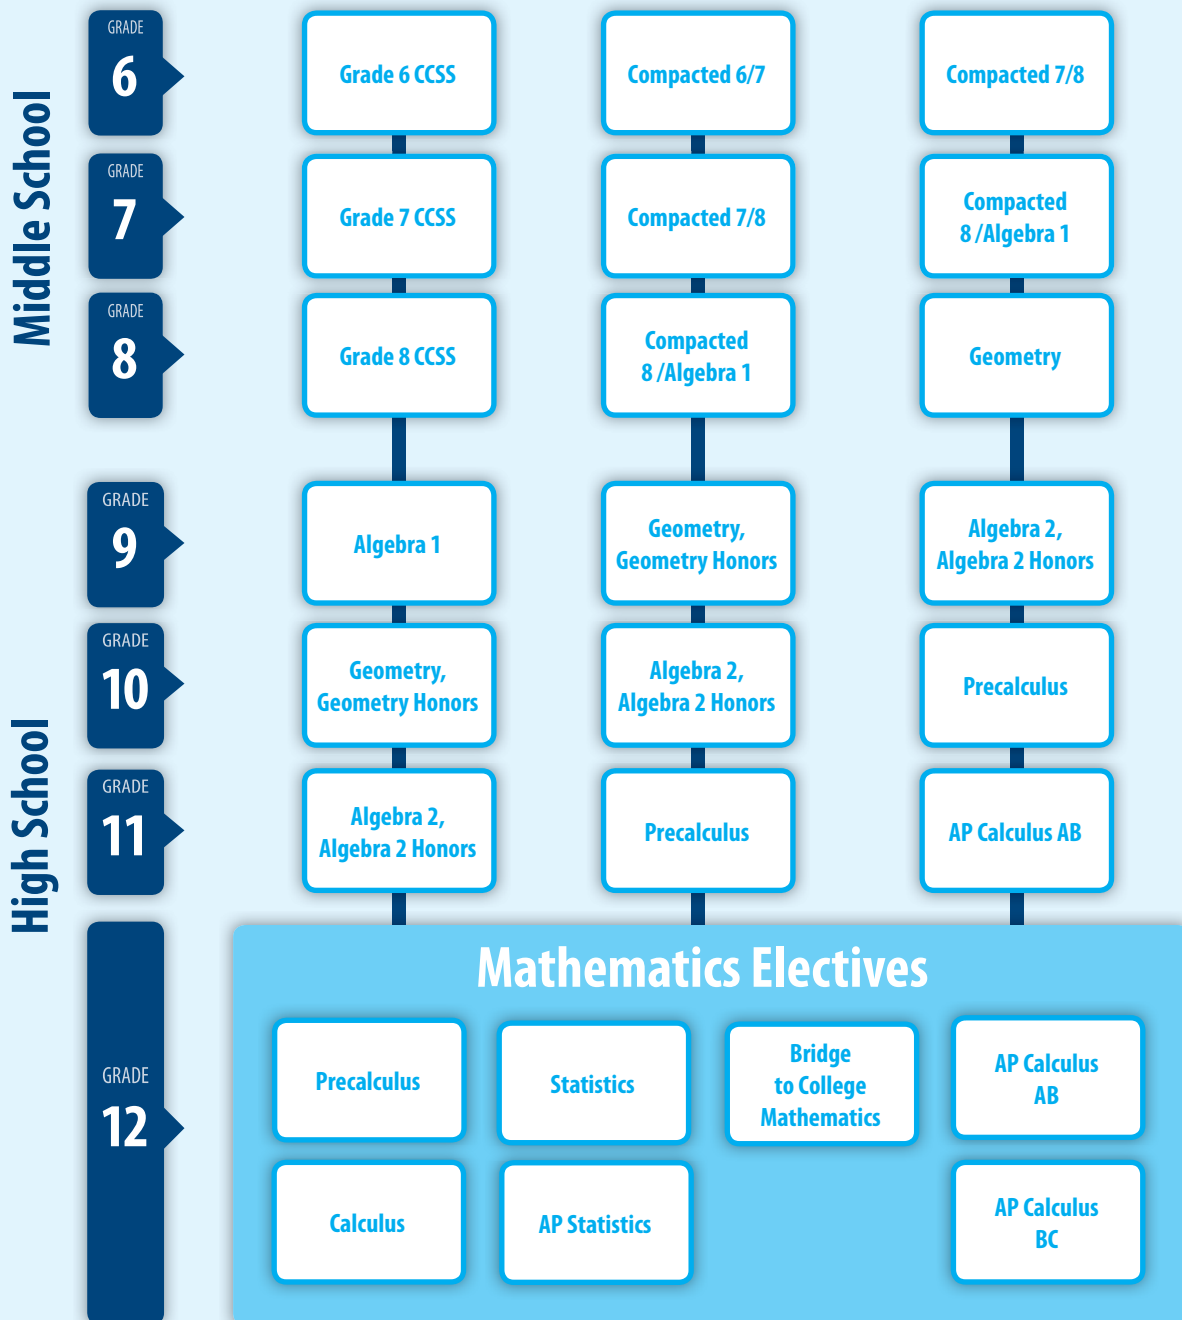 Middle School
GRADE
6
Grade 6 CCSS
Compacted 6/7
Compacted 7/8
GRADE
7
Grade 7 CCSS
Compacted 7/8
Compacted
8 /Algebra 1
GRADE
8
Grade 8 CCSS
Compacted
8 /Algebra 1
Geometry
High School
GRADE
9
Algebra 1
Geometry,
Geometry Honors
Algebra 2,
Algebra 2 Honors
GRADE
10
Geometry,
Geometry Honors
Algebra 2,
Algebra 2 Honors
Precalculus
GRADE
11
Algebra 2,
Algebra 2 Honors
Precalculus
AP Calculus AB
GRADE
12
Mathematics Electives
Precalculus
Statistics
Bridge
to College
Mathematics
AP Calculus
AB
Calculus
AP Statistics
AP Calculus
BC